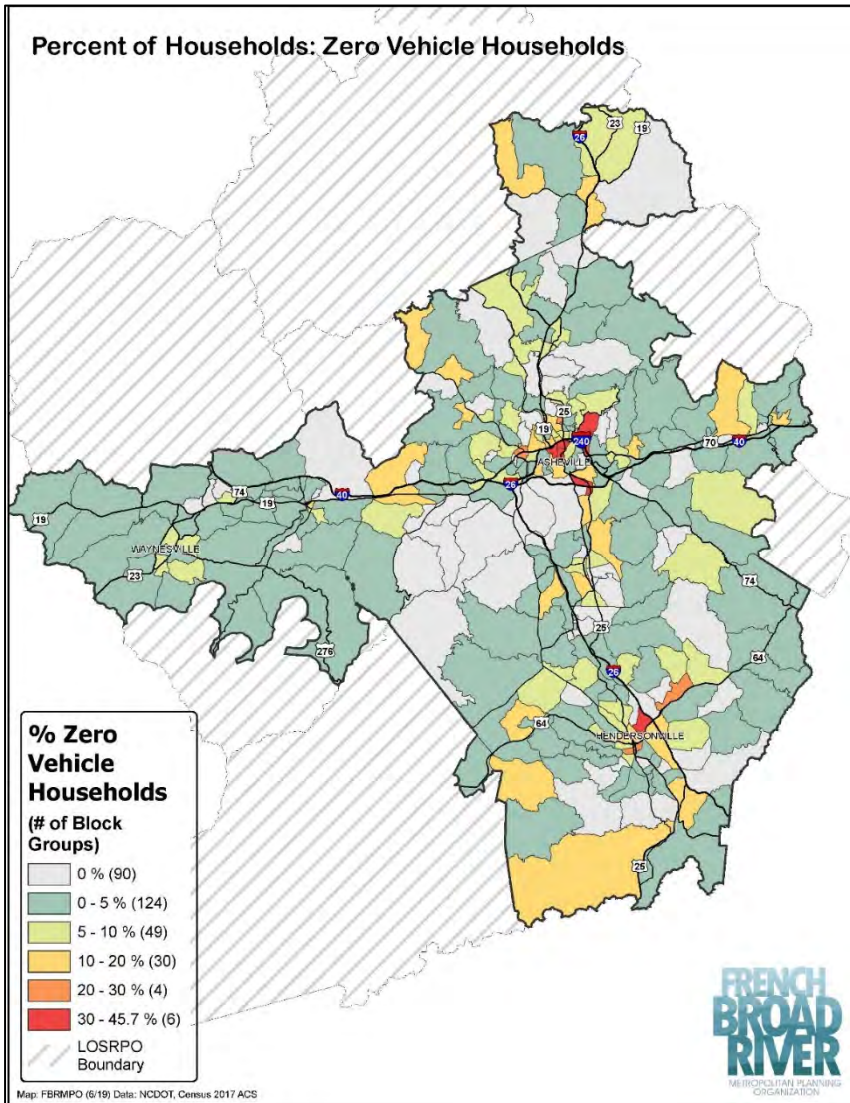 Percent of Households: Zero Vehicle Households
26
23
19
25
19
240
ASHEVILLE
70
40
26
40
74
19
19
WAYNESVILLE
23
276
74
25
64
26
64
HENDERSONVILLE
25
% Zero
Vehicle
Households
(# of Block
Groups)
0 % (90)
0 - 5 % (124)
5 - 10 % (49)
10 - 20 % (30)
20 - 30 % (4)
30 - 45.7 % (6)
LOSRPO
Boundary
FRENCH
BROAD
RIVER
METROPOLITAN PLANNING
ORGANIZATION
Map: FBRMPO (6/19) Data: NCDOT, Census 2017 ACS